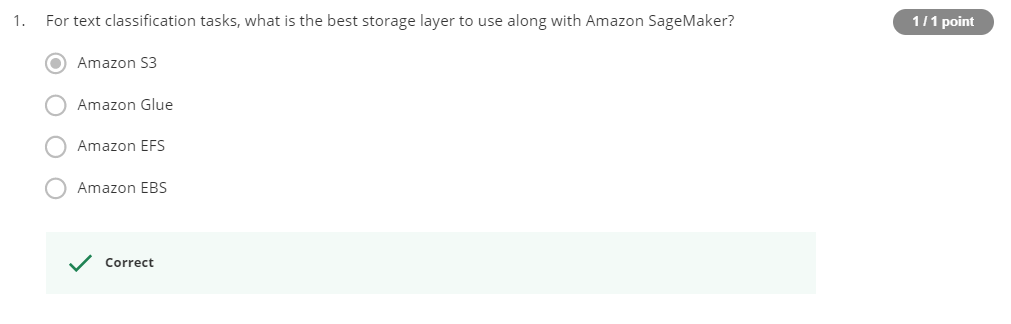 1. For text classification tasks, what is the best storage layer to use along with Amazon SageMaker?
1 / 1 point
Amazon S3
Amazon Glue
Amazon EFS
Amazon EBS
Correct